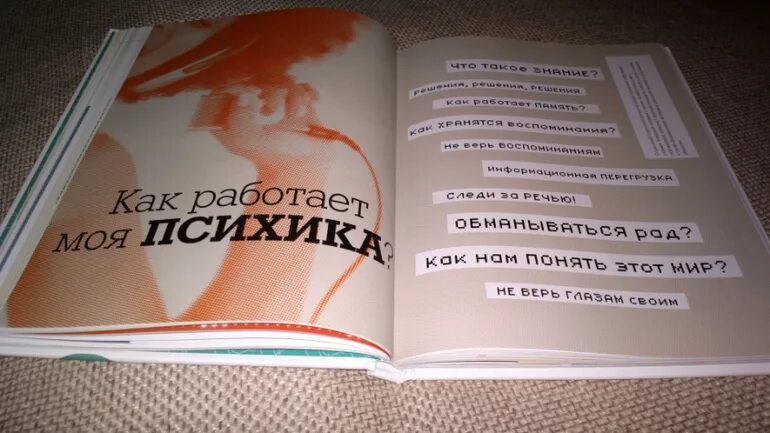 Как работает
моя ПСИХИКА?
ЧТО ТАКОЕ ЗНАНИЕ?
РЕШЕНИЯ, РЕШЕНИЯ, РЕШЕНИЯ
КАК РАБОТАЕТ ПАМЯТЬ?
КАК ХРАНЯТСЯ ВОСПОМИНАНИЯ?
НЕ ВЕРЬ ВОСПОМИНАНИЯМ
ИНФОРМАЦИОННАЯ ПЕРЕГРУЗКА
СЛЕДИ ЗА РЕЧЬЮ!
ОБМАНЫВАТЬСЯ РАД?
КАК НАМ ПОНЯТЬ ЭТОТ МИР?
НЕ ВЕРЬ ГЛАЗАМ СВОИМ